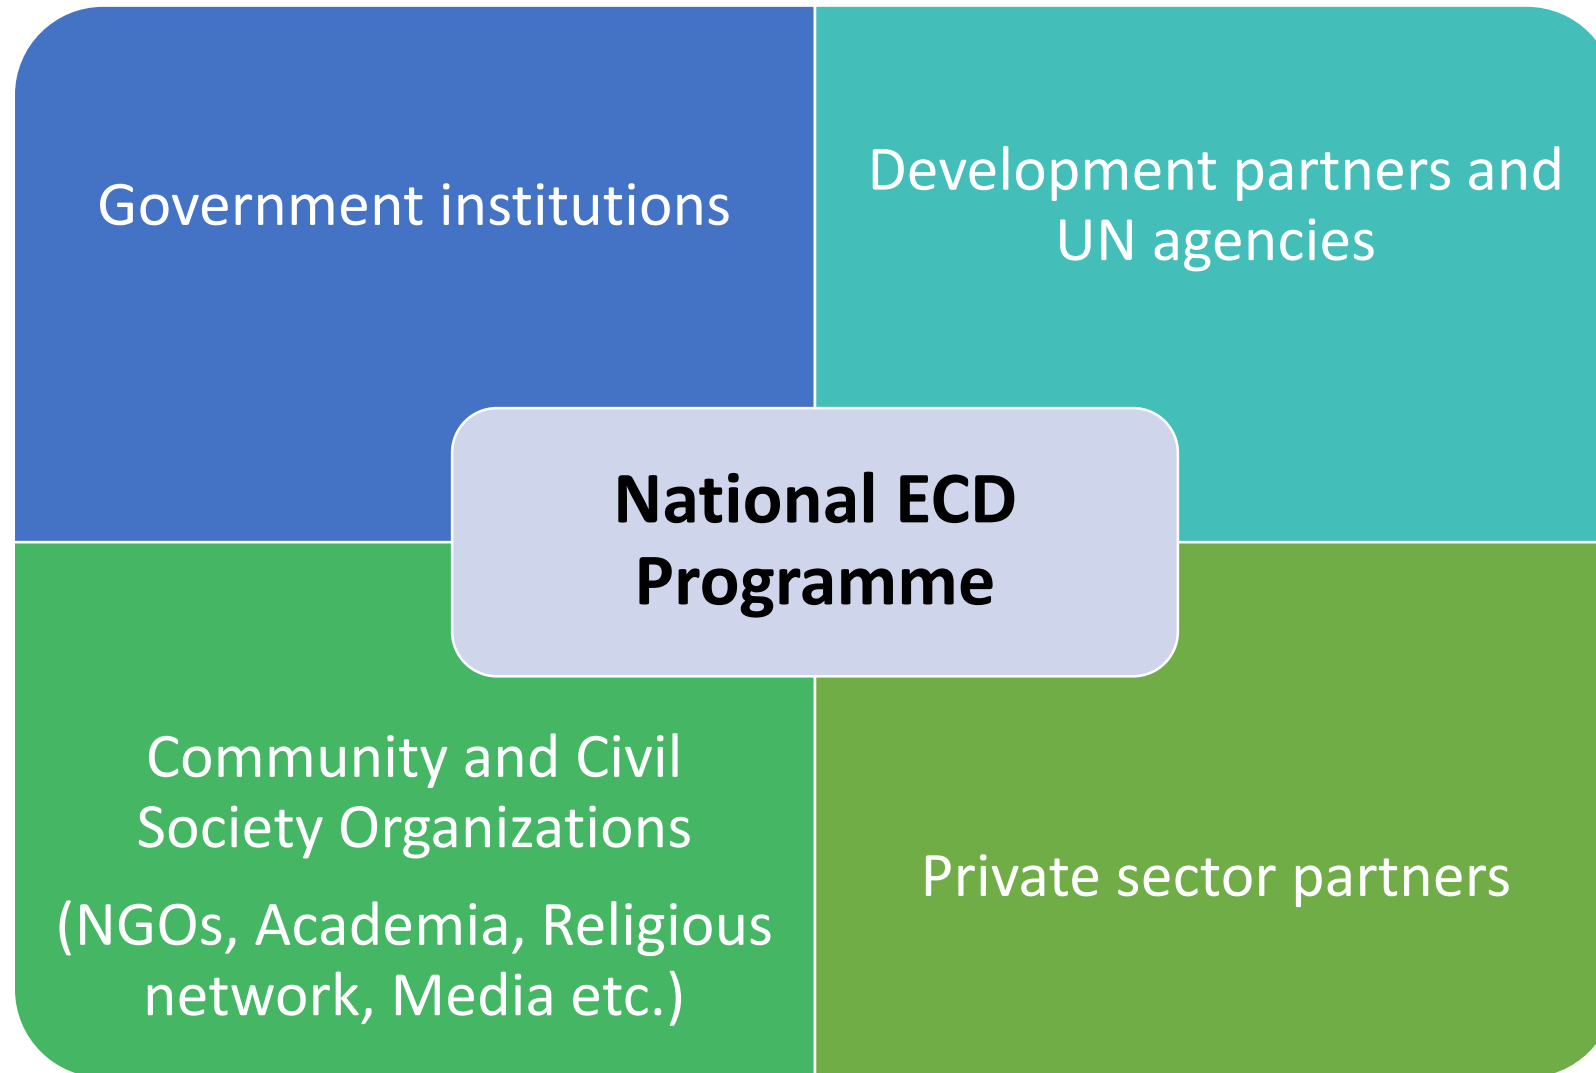 Government institutions
Development partners and
UN agencies
National ECD
Programme
Community and Civil
Society Organizations
(NGOs, Academia, Religious
network, Media etc.)
Private sector partners